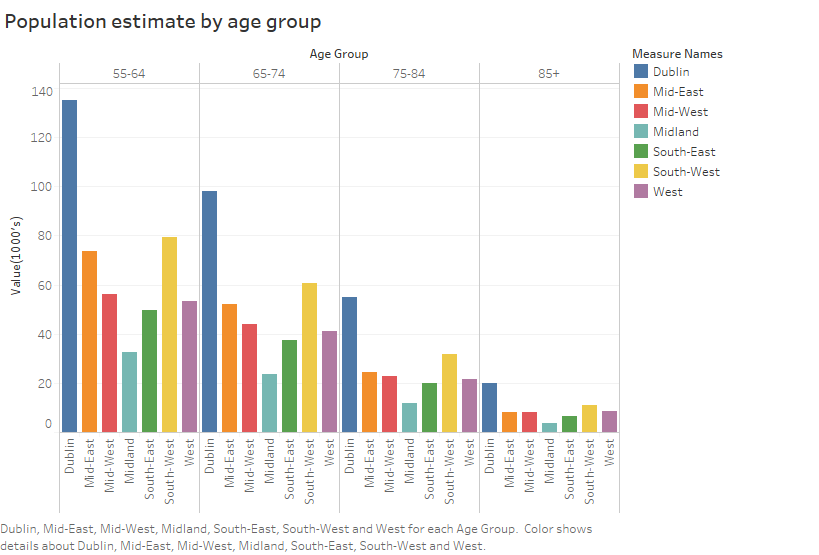 Population estimate by age group
Age Group
55-64 65-74 75-84 85+
140
120
100
80
60
40
20
0
Value(1000's)
Dublin Mid-East Mid-West Midland South-East South-West West Dublin Mid-East Mid-West Midland South-East South-West West Dublin Mid-East Mid-West Midland South-East South-West West Dublin Mid-East Mid-West Midland South-East South-West West
Measure Names
Dublin
Mid-East
Mid-West
Midland
South-East
South-West
West
Dublin, Mid-East, Mid-West, Midland, South-East, South-West and West for each Age Group. Color shows
details about Dublin, Mid-East, Mid-West, Midland, South-East, South-West and West.